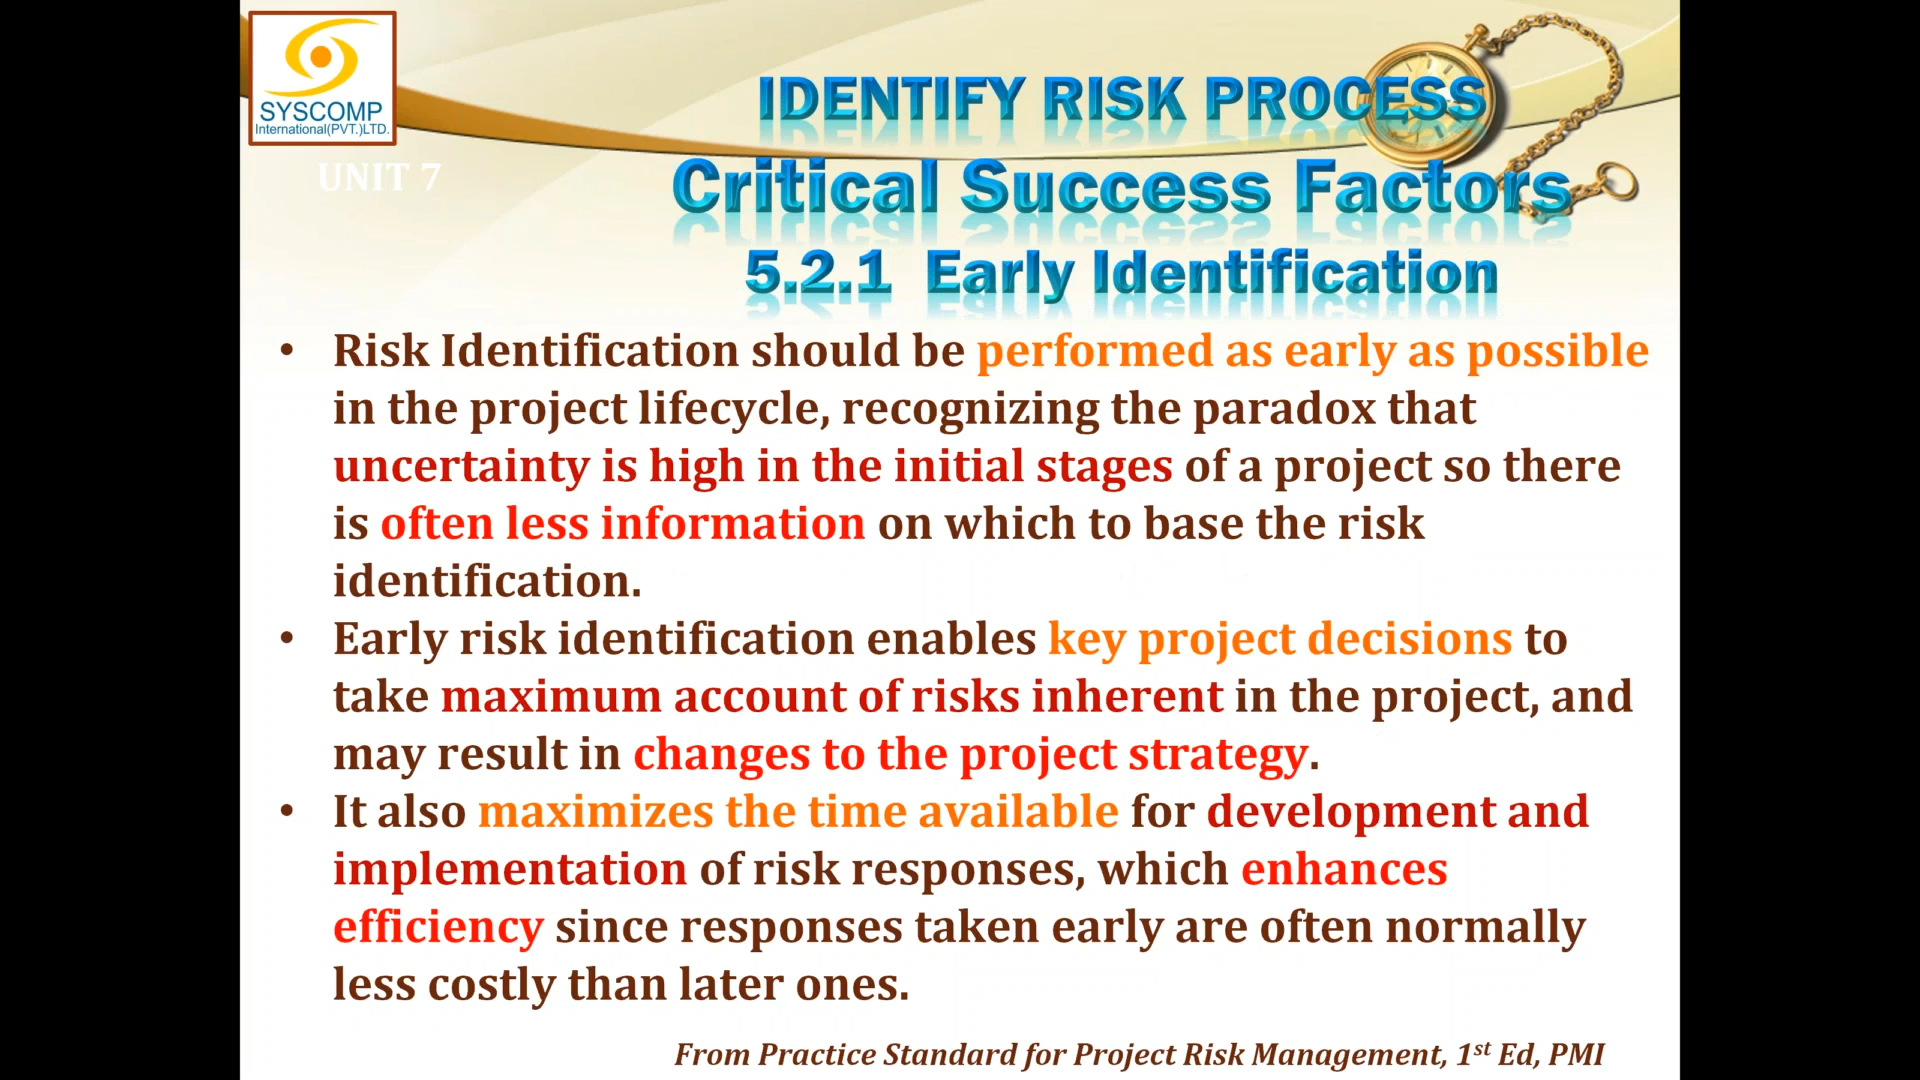 SYSCOMP
International(PVT.)LTD.
UNIT 7
IDENTIFY RISK PROCESS
Critical Success Factors
5.2.1 Early Identification
• Risk Identification should be performed as early as possible
in the project lifecycle, recognizing the paradox that
uncertainty is high in the initial stages of a project so there
is often less information on which to base the risk
identification.
• Early risk identification enables key project decisions to
take maximum account of risks inherent in the project, and
may result in changes to the project strategy.
• It also maximizes the time available for development and
implementation of risk responses, which enhances
efficiency since responses taken early are often normally
less costly than later ones.
From Practice Standard for Project Risk Management, 1st Ed, PMI